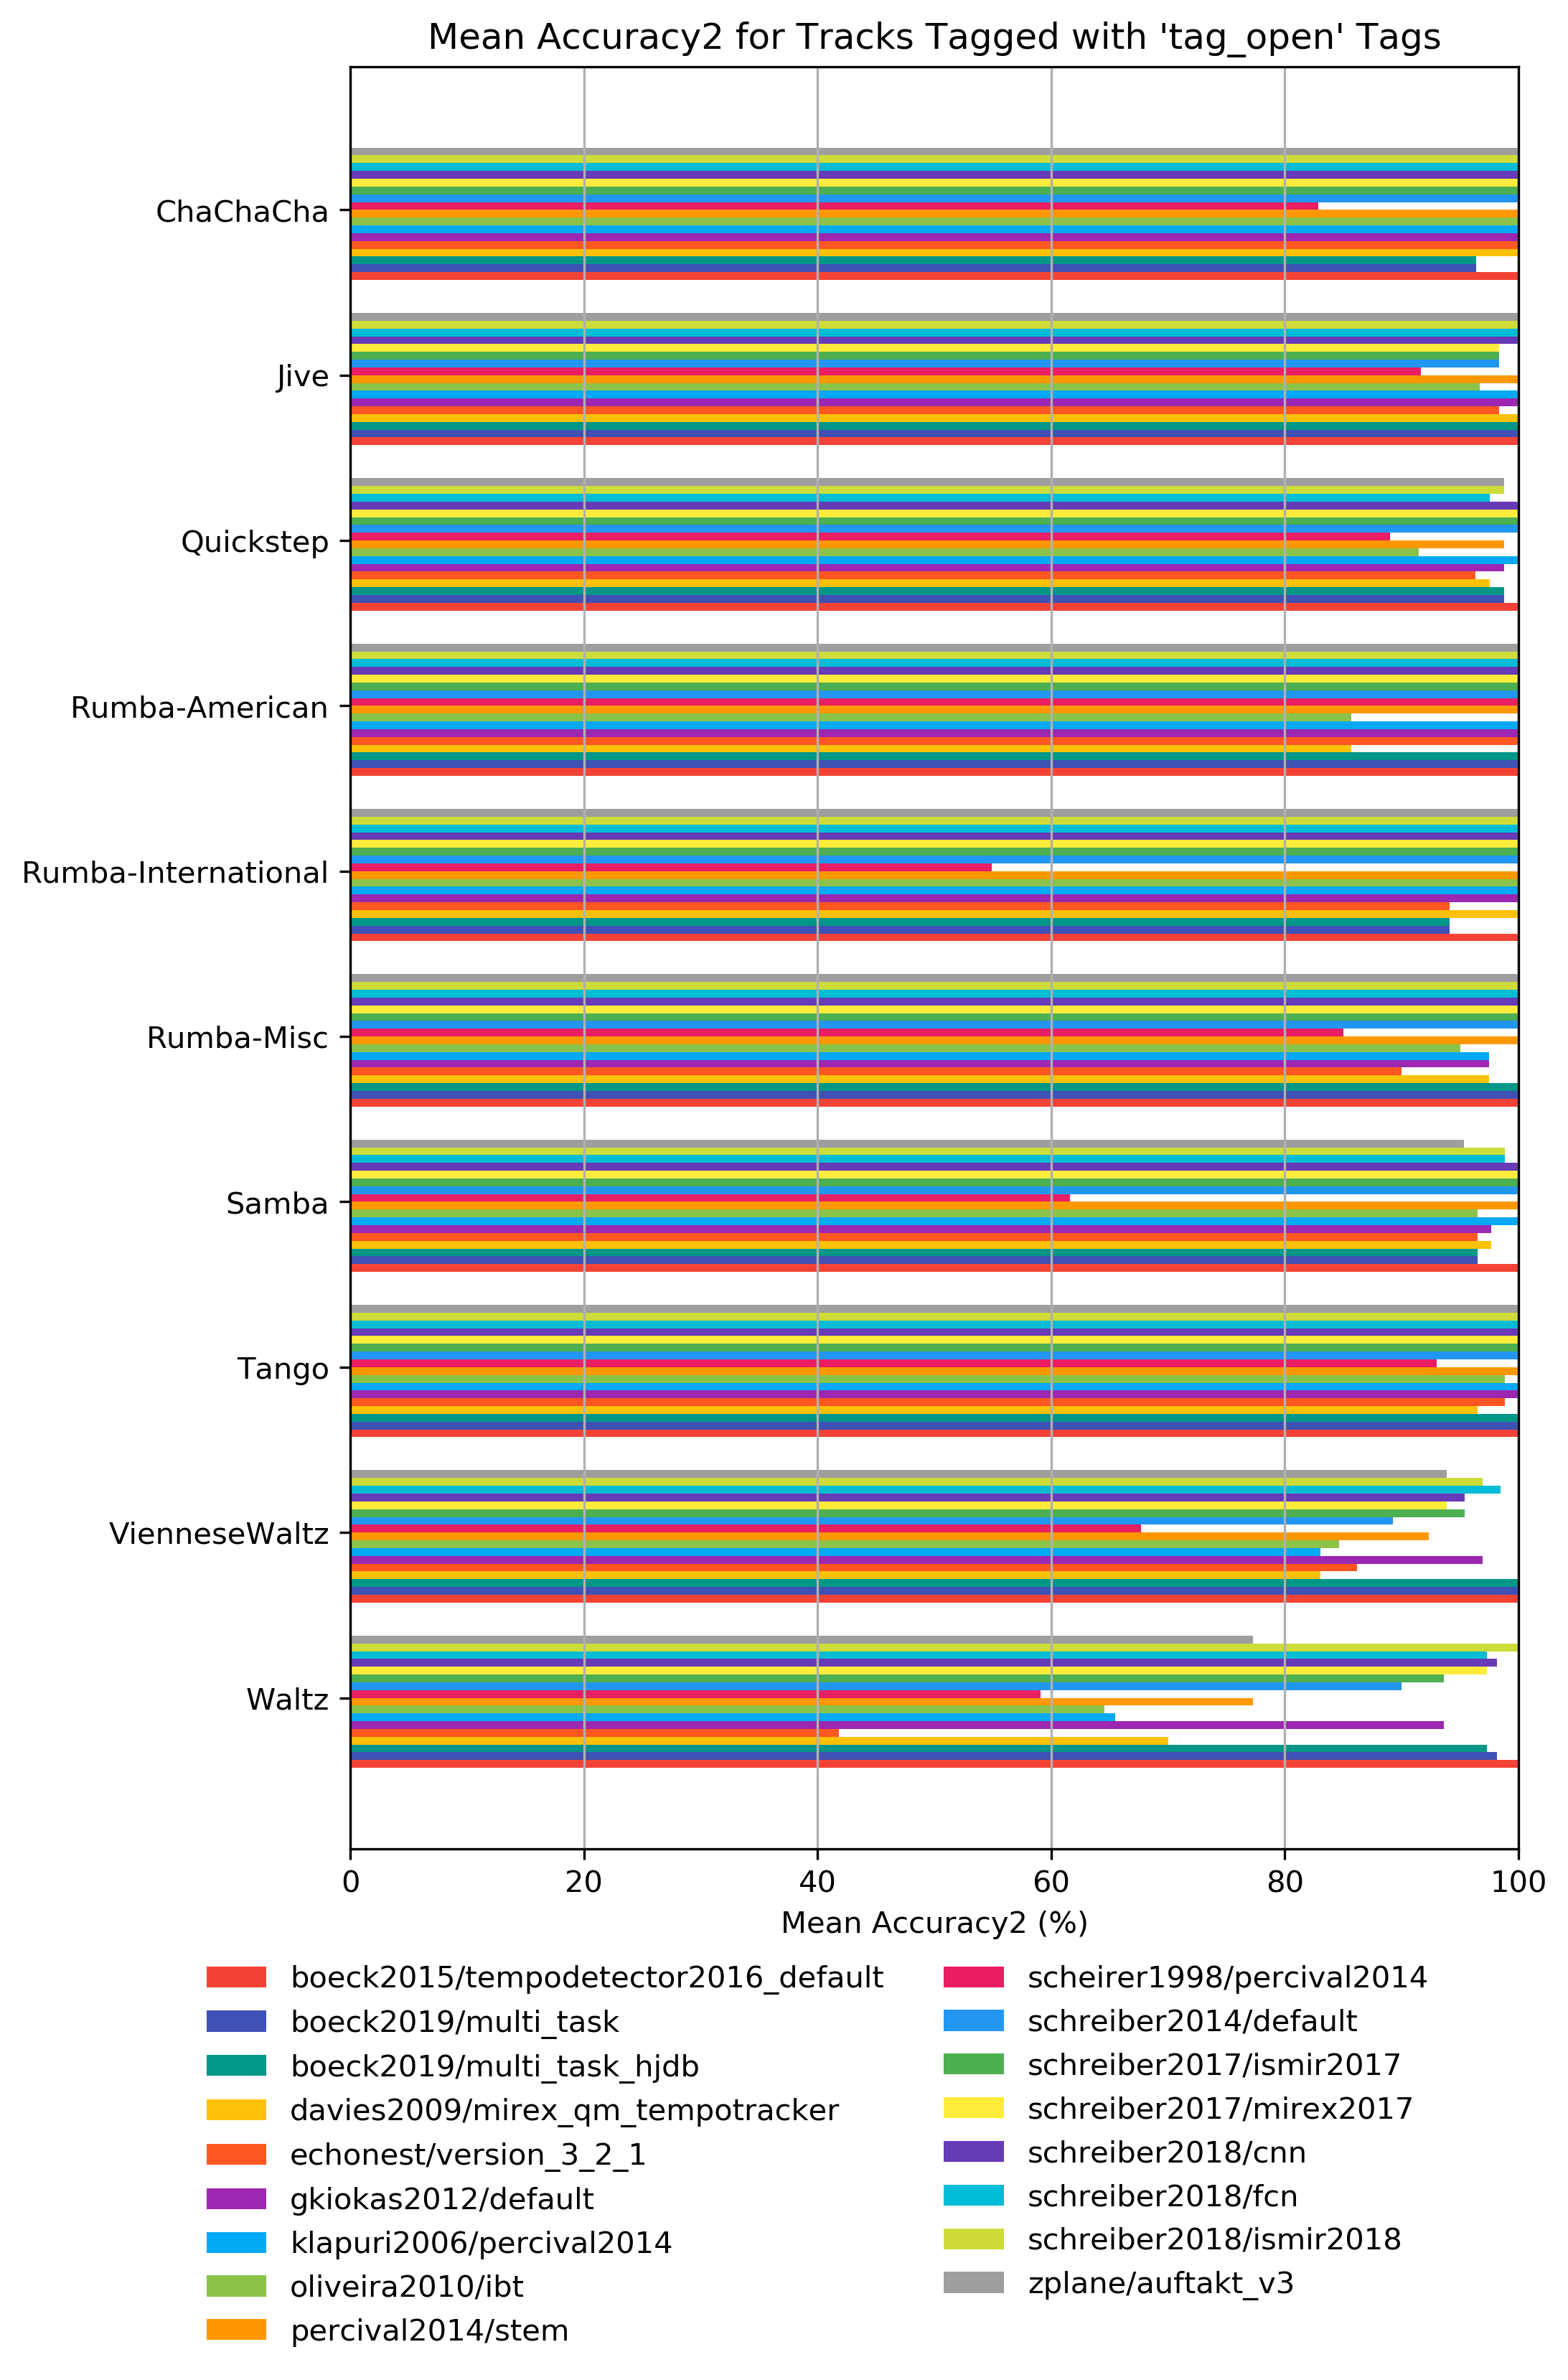 Mean Accuracy2 for Tracks Tagged with 'tag_open' Tags
ChaChaCha
Jive
Quickstep
Rumba-American
Rumba-International
Rumba-Misc
Samba
Tango
VienneseWaltz
Waltz
0 20 40 60 80 100
Mean Accuracy2 (%)
boeck2015/tempodetector2016_default
boeck2019/multi_task
boeck2019/multi_task_hjdb
davies2009/mirex_qm_tempotracker
echonest/version_3_2_1
gkiokas2012/default
klapuri2006/percival2014
oliveira2010/ibt
percival2014/stem
scheirer1998/percival2014
schreiber2014/default
schreiber2017/ismir2017
schreiber2017/mirex2017
schreiber2018/cnn
schreiber2018/fcn
schreiber2018/ismir2018
zplane/auftakt_v3